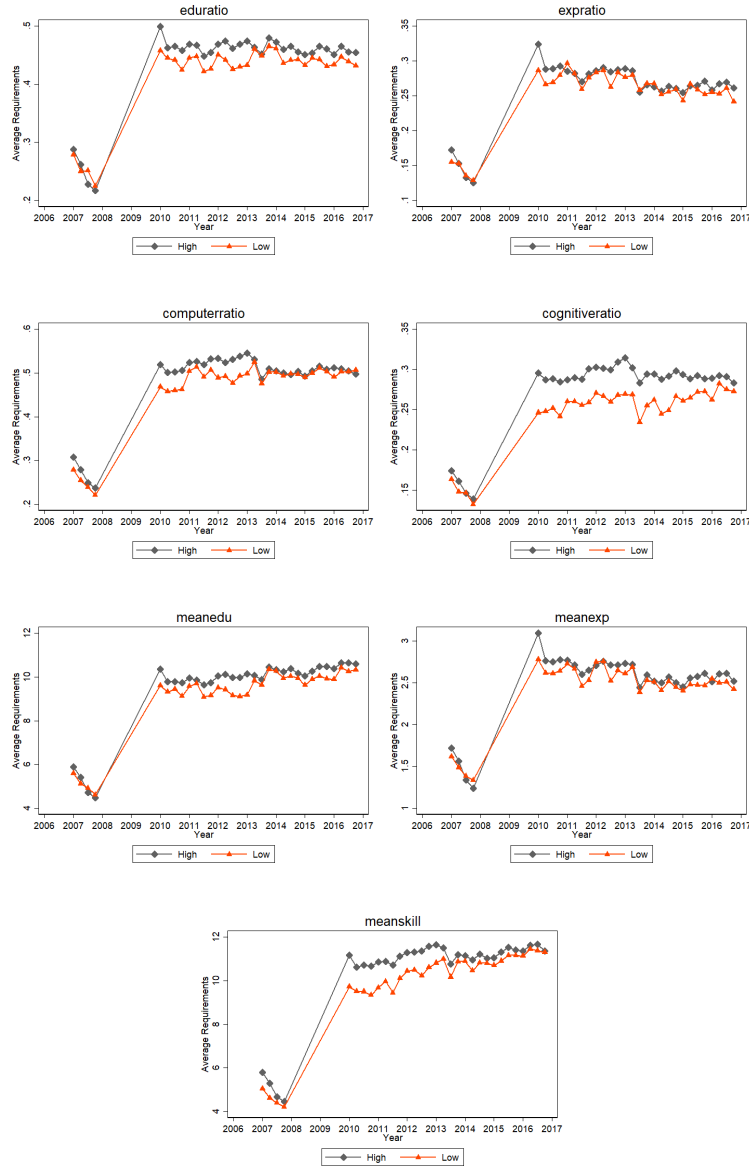 eduratio
expratio
Average Requirements
.2 .3 .4 .5
2006 2007 2008 2009 2010 2011 2012 2013 2014 2015 2016 2017
Year
High Low
Average Requirements
.1 .15 .2 .25 .3 .35
2006 2007 2008 2009 2010 2011 2012 2013 2014 2015 2016 2017
Year
High Low
computerratio
cognitiveratio
Average Requirements
.2 .3 .4 .5 .6
2006 2007 2008 2009 2010 2011 2012 2013 2014 2015 2016 2017
Year
High Low
Average Requirements
.15 .2 .25 .3 .35
2006 2007 2008 2009 2010 2011 2012 2013 2014 2015 2016 2017
Year
High Low
meanedu
meanexp
Average Requirements
4 6 8 10 12
2006 2007 2008 2009 2010 2011 2012 2013 2014 2015 2016 2017
Year
High Low
Average Requirements
1 1.5 2 2.5 3
2006 2007 2008 2009 2010 2011 2012 2013 2014 2015 2016 2017
Year
High Low
meanskill
Average Requirements
4 6 8 10 12
2006 2007 2008 2009 2010 2011 2012 2013 2014 2015 2016 2017
Year
High Low